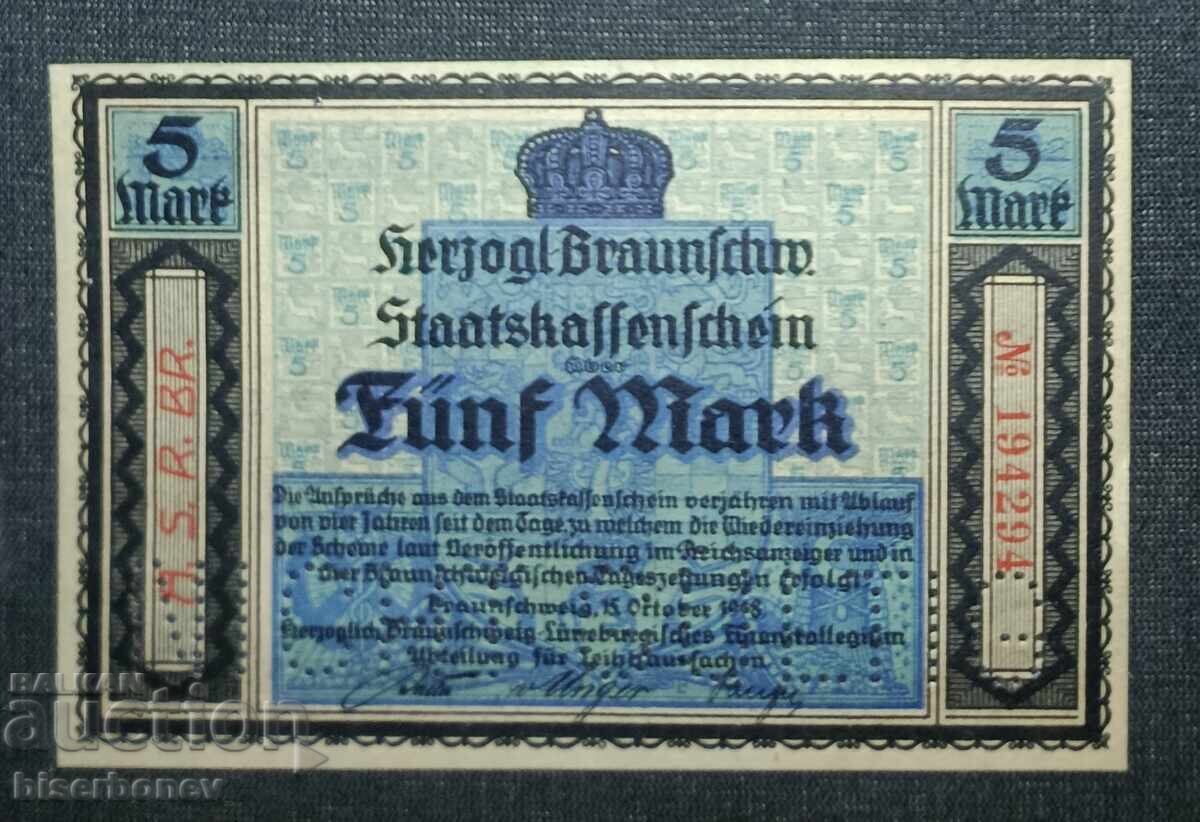 5
Mark
5
Mark
Herzogl. Braunschw.
Staatskassenschein
über
Fünf Mark
M. S. R. BR.
№ 194294
Die Ansprüche aus dem Staatskassenschein verjähren mit Ablauf
von vier Jahren seit dem Tage, zu welchem die Wiedereinziehung
der Scheine laut Veröffentlichung im Reichsanzeiger und in
vier Braunschweigischen Tageszeitungen erfolgt.
Braunschweig, 15. Oktober 1918.
Herzoglich Braunschweig-Lüneburgisches Finanzkollegium
Abteilung für Leihhaussachen
v. Unger
BALKAN
auction
biserbonev